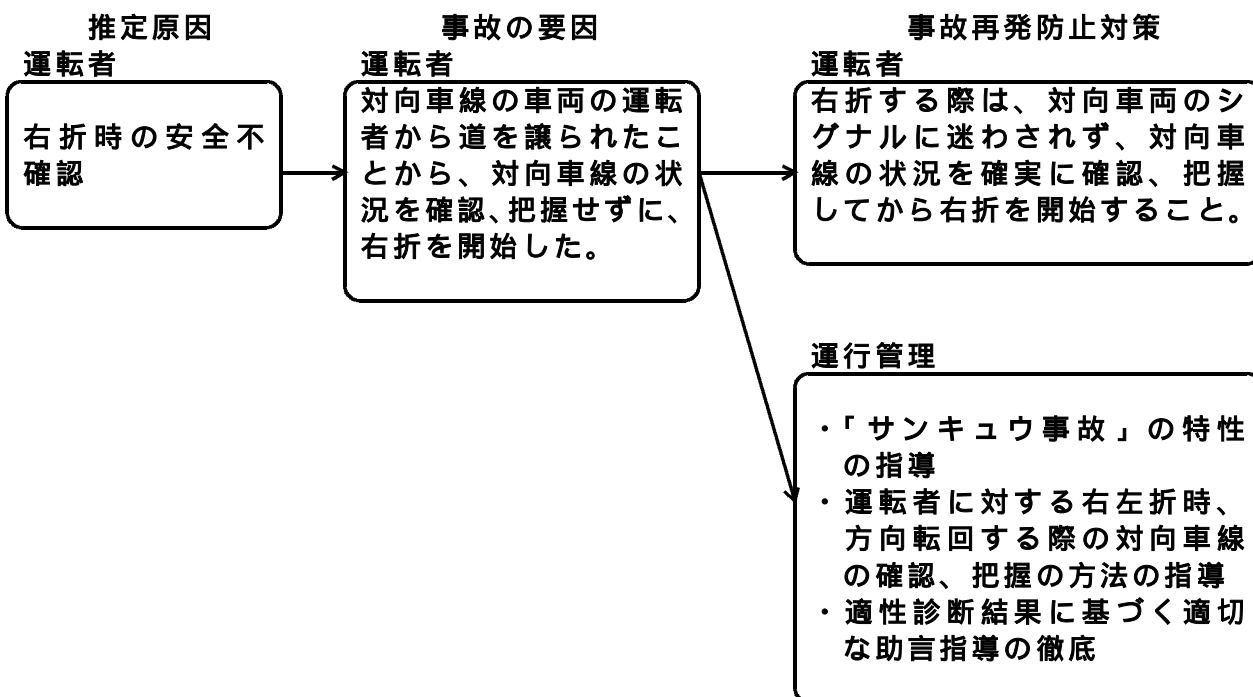 推定原因
運転者
右折時の安全不
確認
事故の要因
運転者
対向車線の車両の運転
者から道を譲られたこ
とから、対向車線の状
況を確認、把握せずに、
右折を開始した。
事故再発防止対策
運転者
右折する際は、対向車両のシ
グナルに迷わされず、対向車
線の状況を確実に確認、把握
してから右折を開始すること。
運行管理
・「サンキュウ事故」の特性
の指導
・運転者に対する右左折時、
方向転回する際の対向車線
の確認、把握の方法の指導
・適性診断結果に基づく適切
な助言指導の徹底